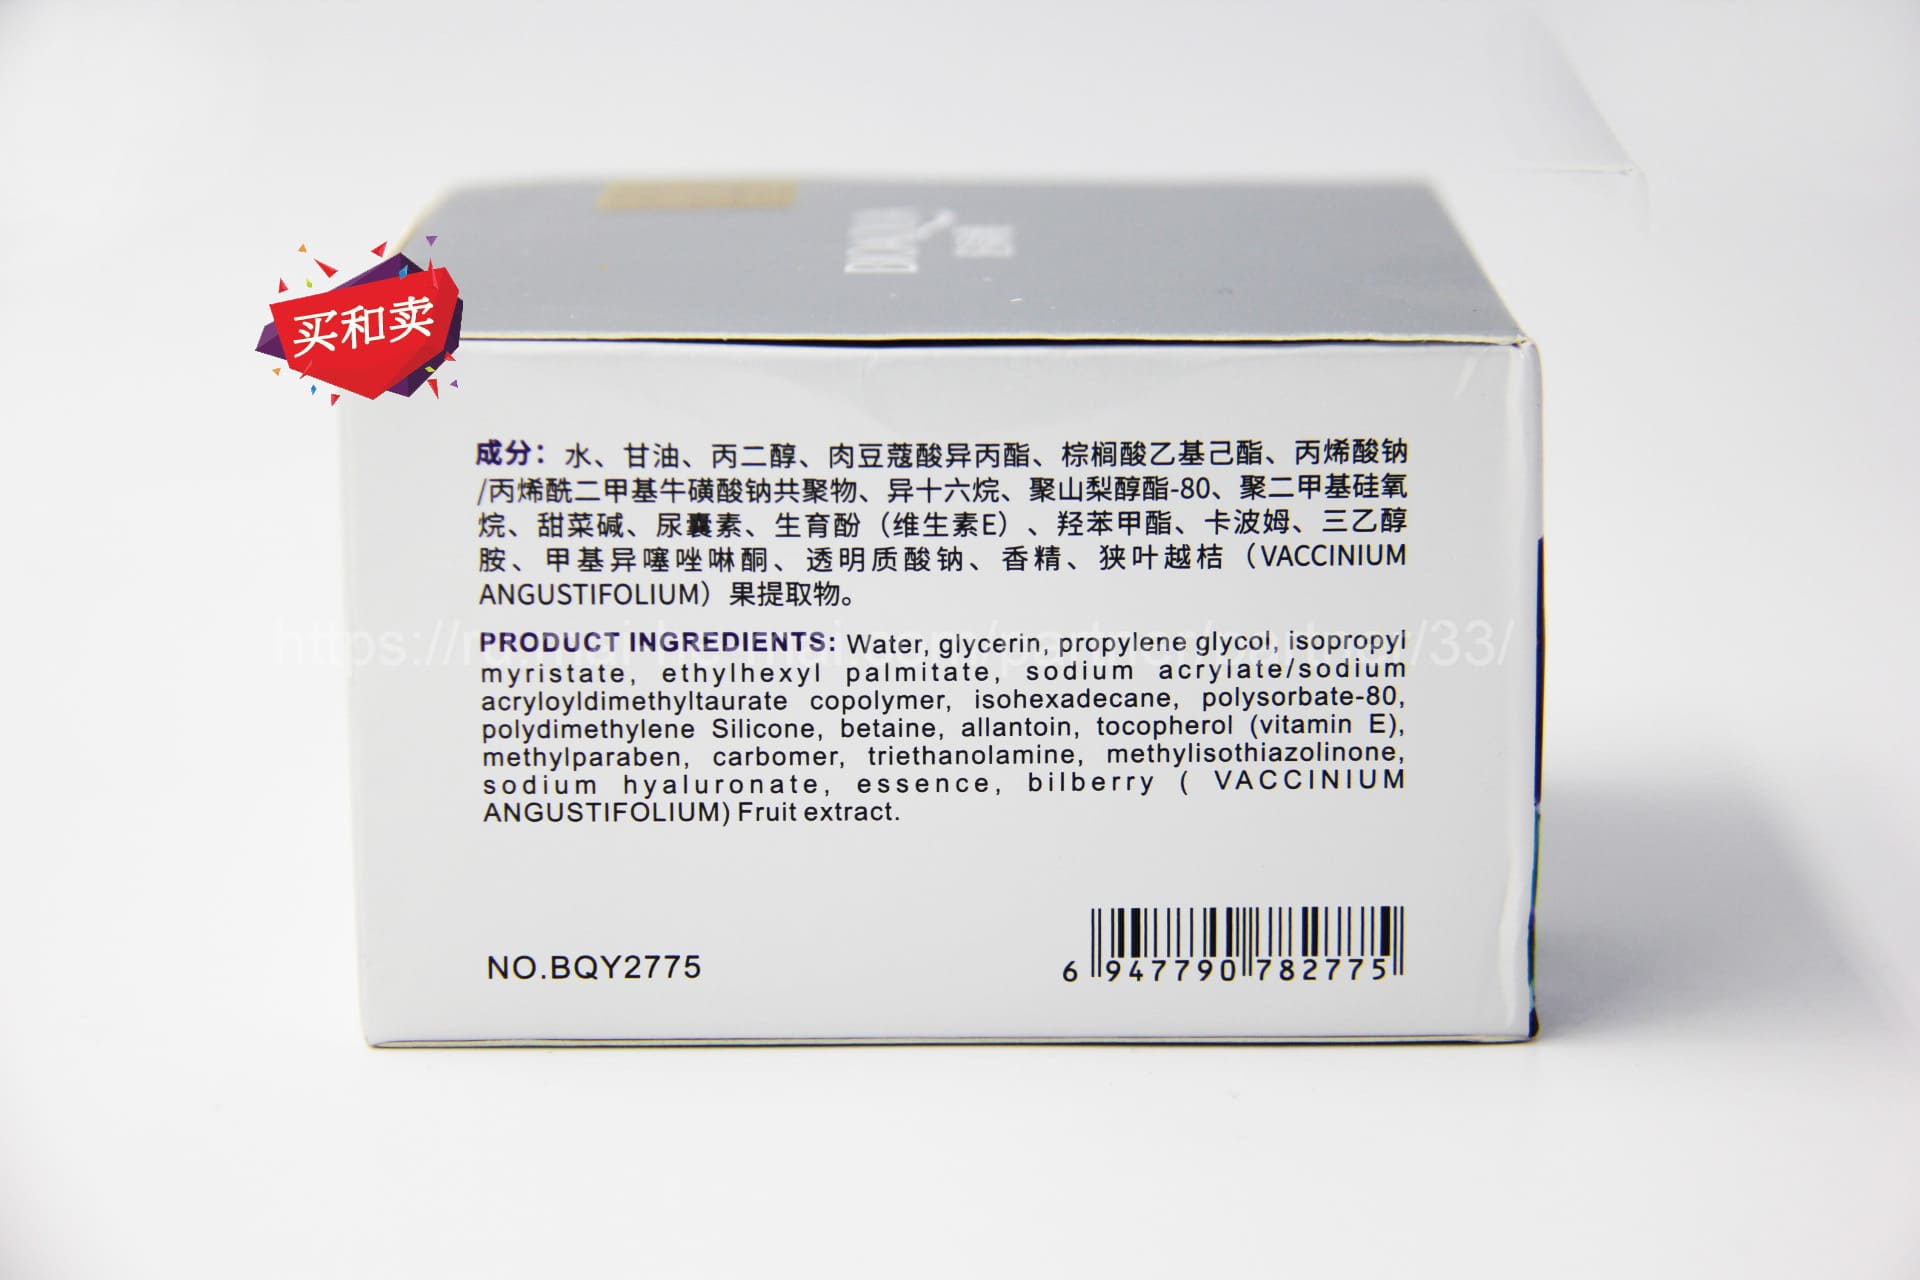 买和卖
成分：水、甘油、丙二醇、肉豆蔻酸异丙酯、棕榈酸乙基己酯、丙烯酸钠
/丙烯酰二甲基牛磺酸钠共聚物、异十六烷、聚山梨醇酯-80、聚二甲基硅氧
烷、甜菜碱、尿囊素、生育酚（维生素E）、羟苯甲酯、卡波姆、三乙醇
胺、甲基异噻唑啉酮、透明质酸钠、香精、狭叶越桔（VACCINIUM
ANGUSTIFOLIUM）果提取物。
PRODUCT INGREDIENTS: Water, glycerin, propylene glycol, isopropyl
myristate, ethylhexyl palmitate, sodium acrylate/sodium
acryloyldimethyltaurate copolymer, isohexadecane, polysorbate-80,
polydimethylene Silicone, betaine, allantoin, tocopherol (vitamin E),
methylparaben, carbomer, triethanolamine, methylisothiazolinone,
sodium hyaluronate, essence, bilberry ( VACCINIUM
ANGUSTIFOLIUM) Fruit extract.
NO.BQY2775
6 947790 782775